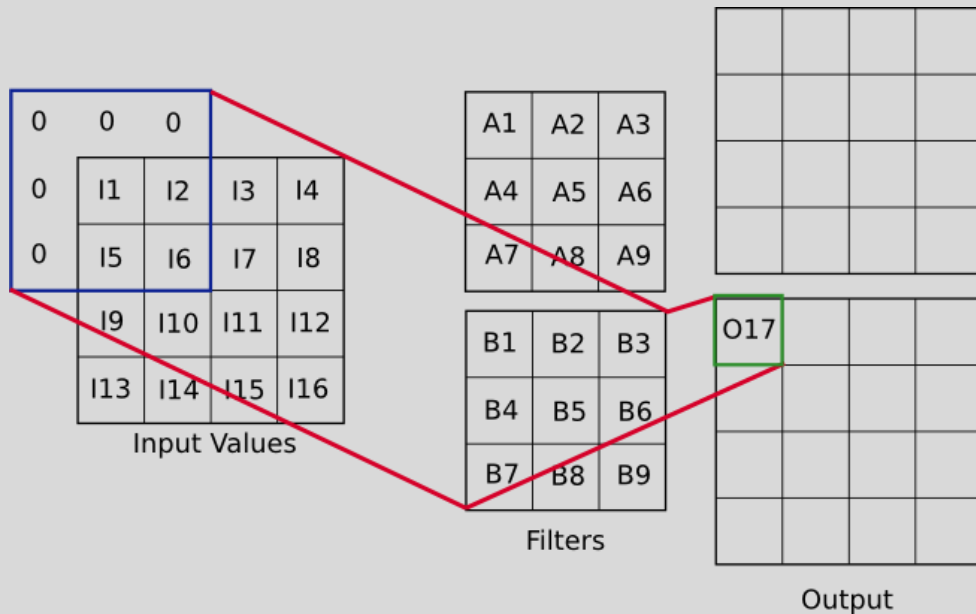 0 0 0
0 I1 I2 I3 I4
0 I5 I6 I7 I8
I9 I10 I11 I12
I13 I14 I15 I16
Input Values
A1 A2 A3
A4 A5 A6
A7 A8 A9
B1 B2 B3
B4 B5 B6
B7 B8 B9
Filters
O17
Output